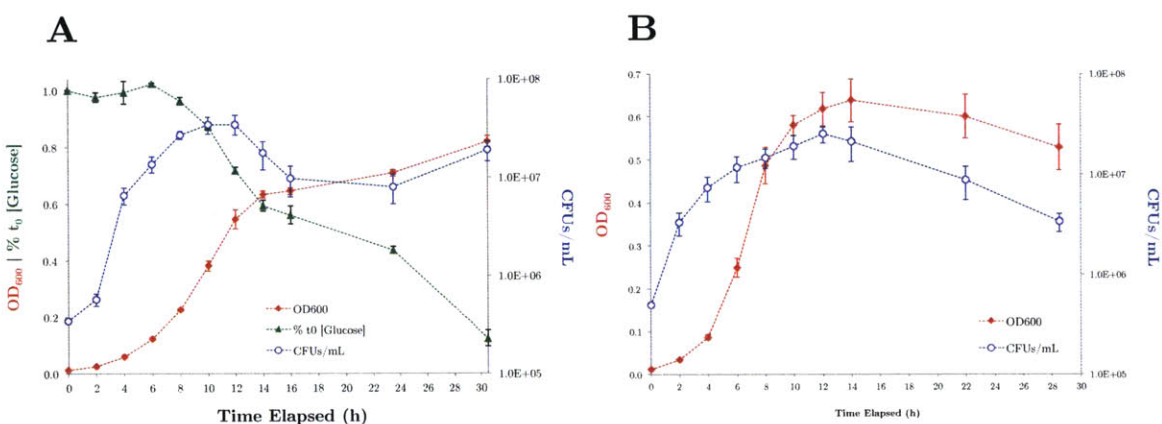 A
OD600 | % t0 [Glucose]
1.0
0.8
0.6
0.4
0.2
0.0
1.0E+08
1.0E+07
1.0E+06
1.0E+05
CFUs/mL
OD600
% t0 [Glucose]
CFUs/mL
0 2 4 6 8 10 12 14 16 18 20 22 24 26 28 30
Time Elapsed (h)
B
OD600
0.7
0.6
0.5
0.4
0.3
0.2
0.1
0.0
1.0E+08
1.0E+07
1.0E+06
1.0E+05
CFUs/mL
OD600
CFUs/mL
0 2 4 6 8 10 12 14 16 18 20 22 24 26 28 30
Time Elapsed (h)